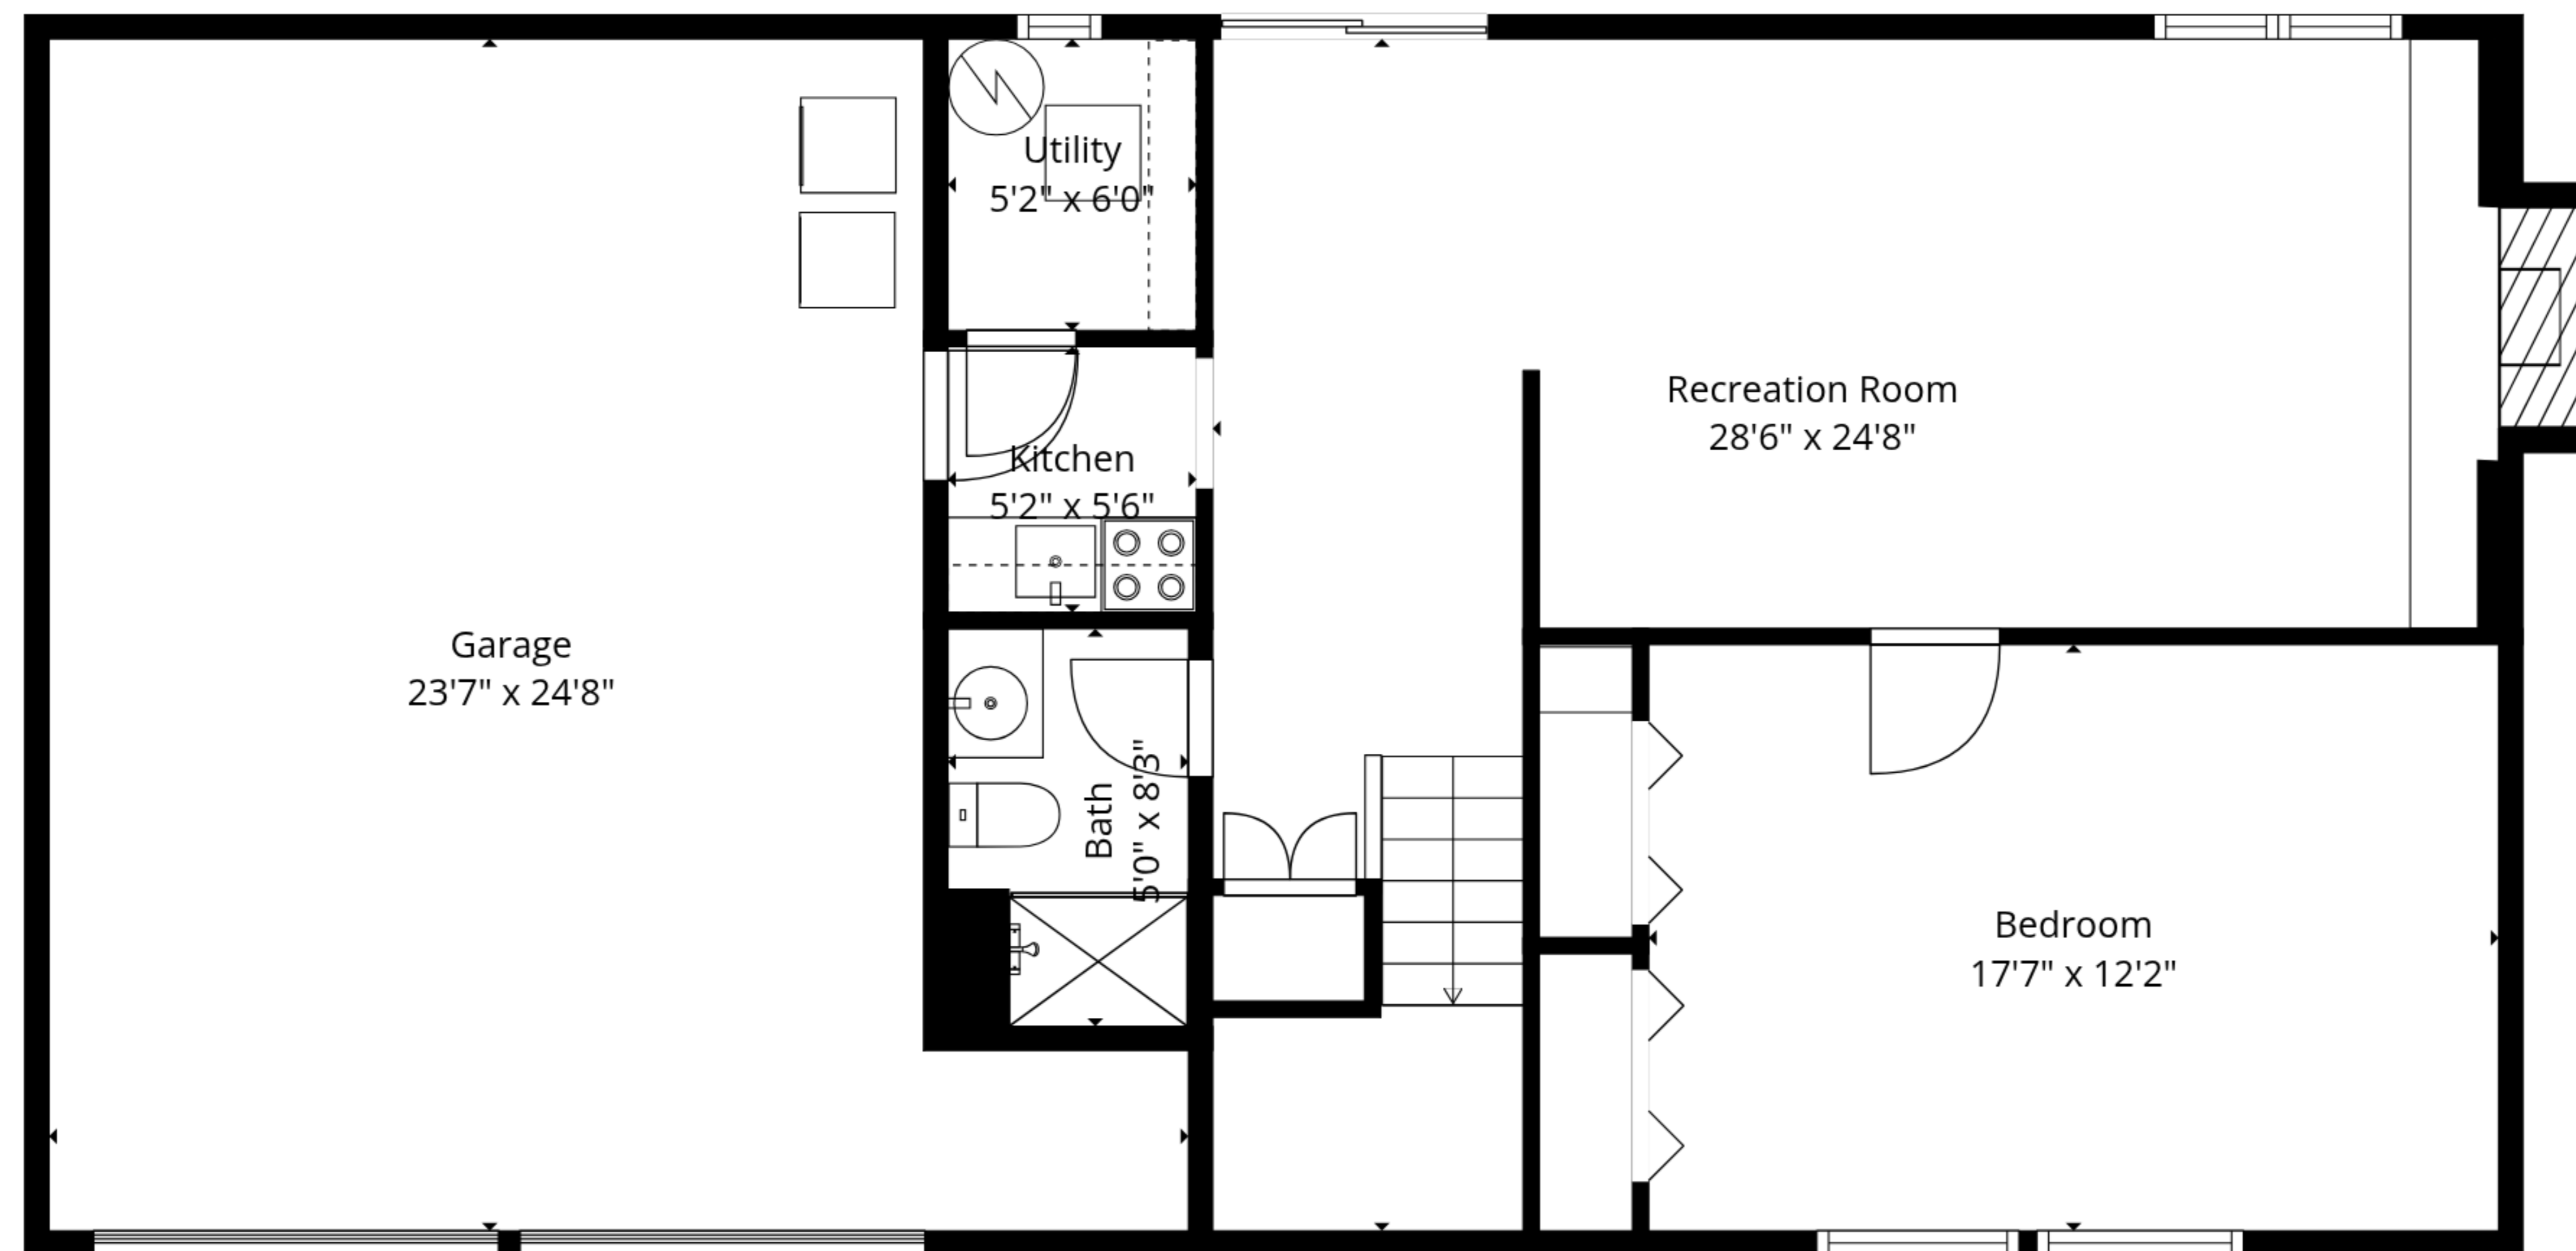 Utility
5'2" x 6'0"
Recreation Room
28'6" x 24'8"
Kitchen
5'2" x 5'6"
Garage
23'7" x 24'8"
Bath
5'0" x 8'3"
Bedroom
17'7" x 12'2"